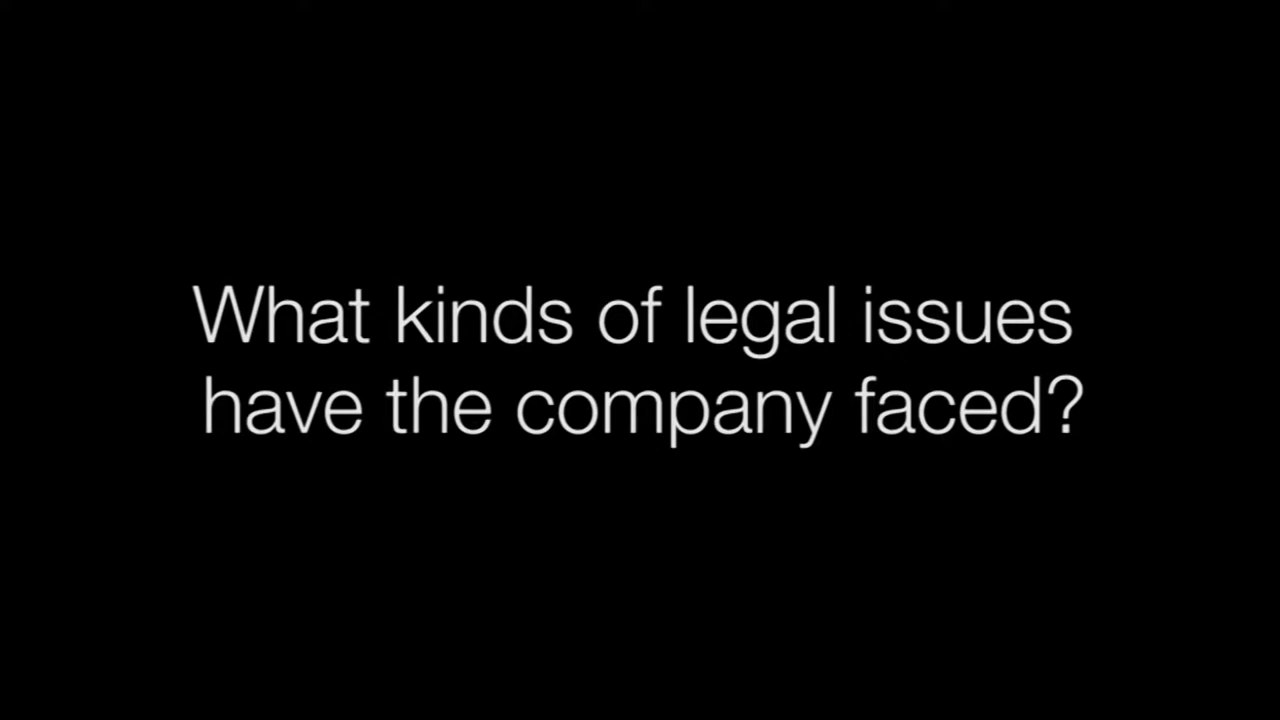 What kinds of legal issues
have the company faced?